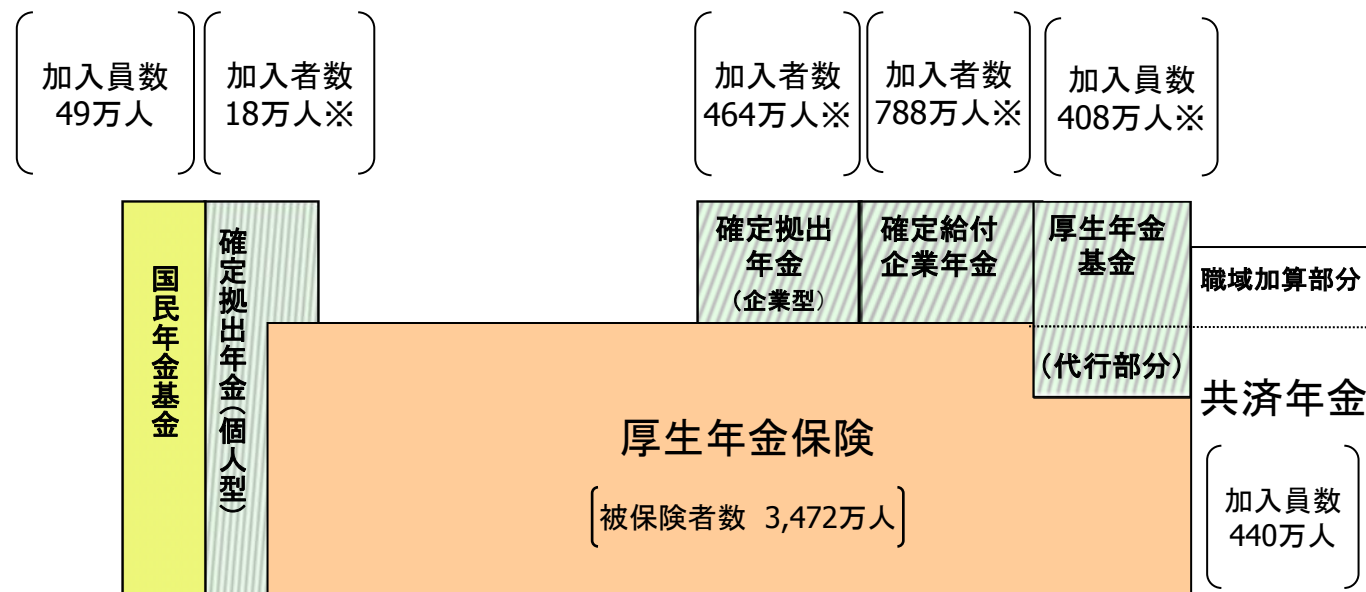 加入員数
49万人
加入者数
18万人※
加入者数
464万人※
加入者数
788万人※
加入員数
408万人※
国民年金基金
確定拠出年金(個人型)
確定拠出
年金
(企業型)
確定給付
企業年金
厚生年金
基金
(代行部分)
職域加算部分
共済年金
加入員数
440万人
厚生年金保険
被保険者数 3,472万人